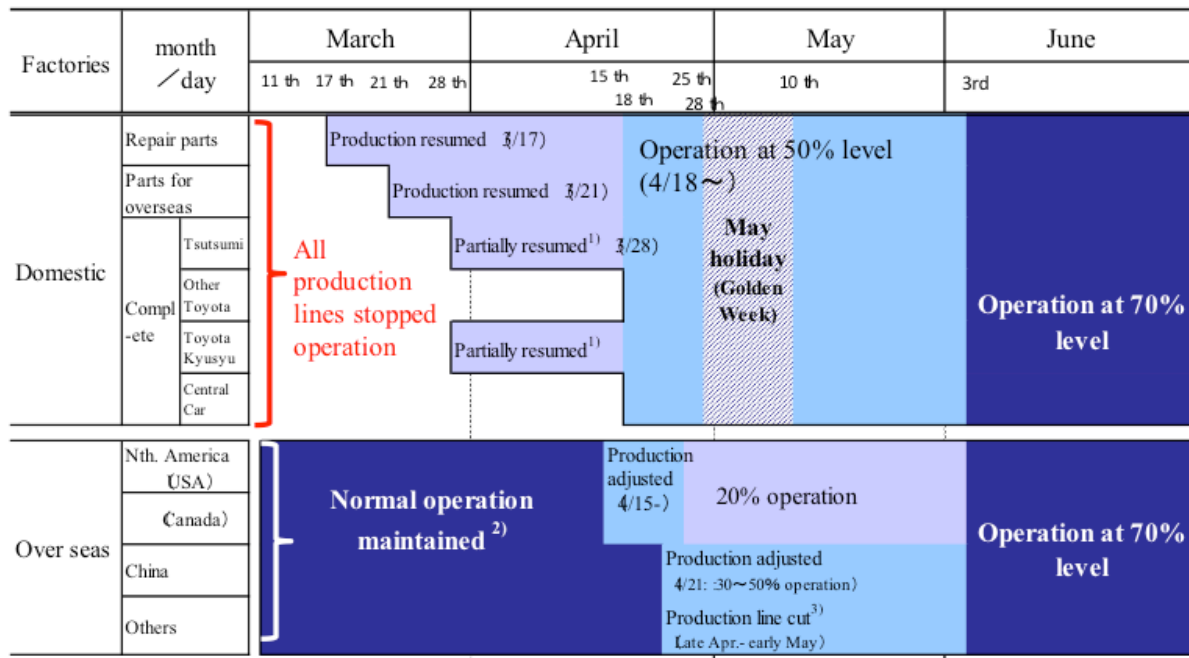 Factories
month
／day
March
April
May
June
11 th 17 th 21 th 28 th
15 th
18 th
25 th
28 th
10 th
3rd
Domestic
Repair parts
Parts for
overseas
Compl
-ete
Tsutsumi
Other
Toyota
Toyota
Kyusyu
Central
Car
All
production
lines stopped
operation
Production resumed (3/17)
Production resumed (3/21)
Partially resumed1) (3/28)
Partially resumed1)
Operation at 50% level
(4/18～)
May
holiday
(Golden
Week)
Operation at 70%
level
Over seas
Nth. America
(USA)
(Canada)
China
Others
Normal operation
maintained 2)
Production
adjusted
(4/15-)
20% operation
Production adjusted
(4/21: :30～50% operation)
Production line cut3)
(Late Apr.- early May)
Operation at 70%
level